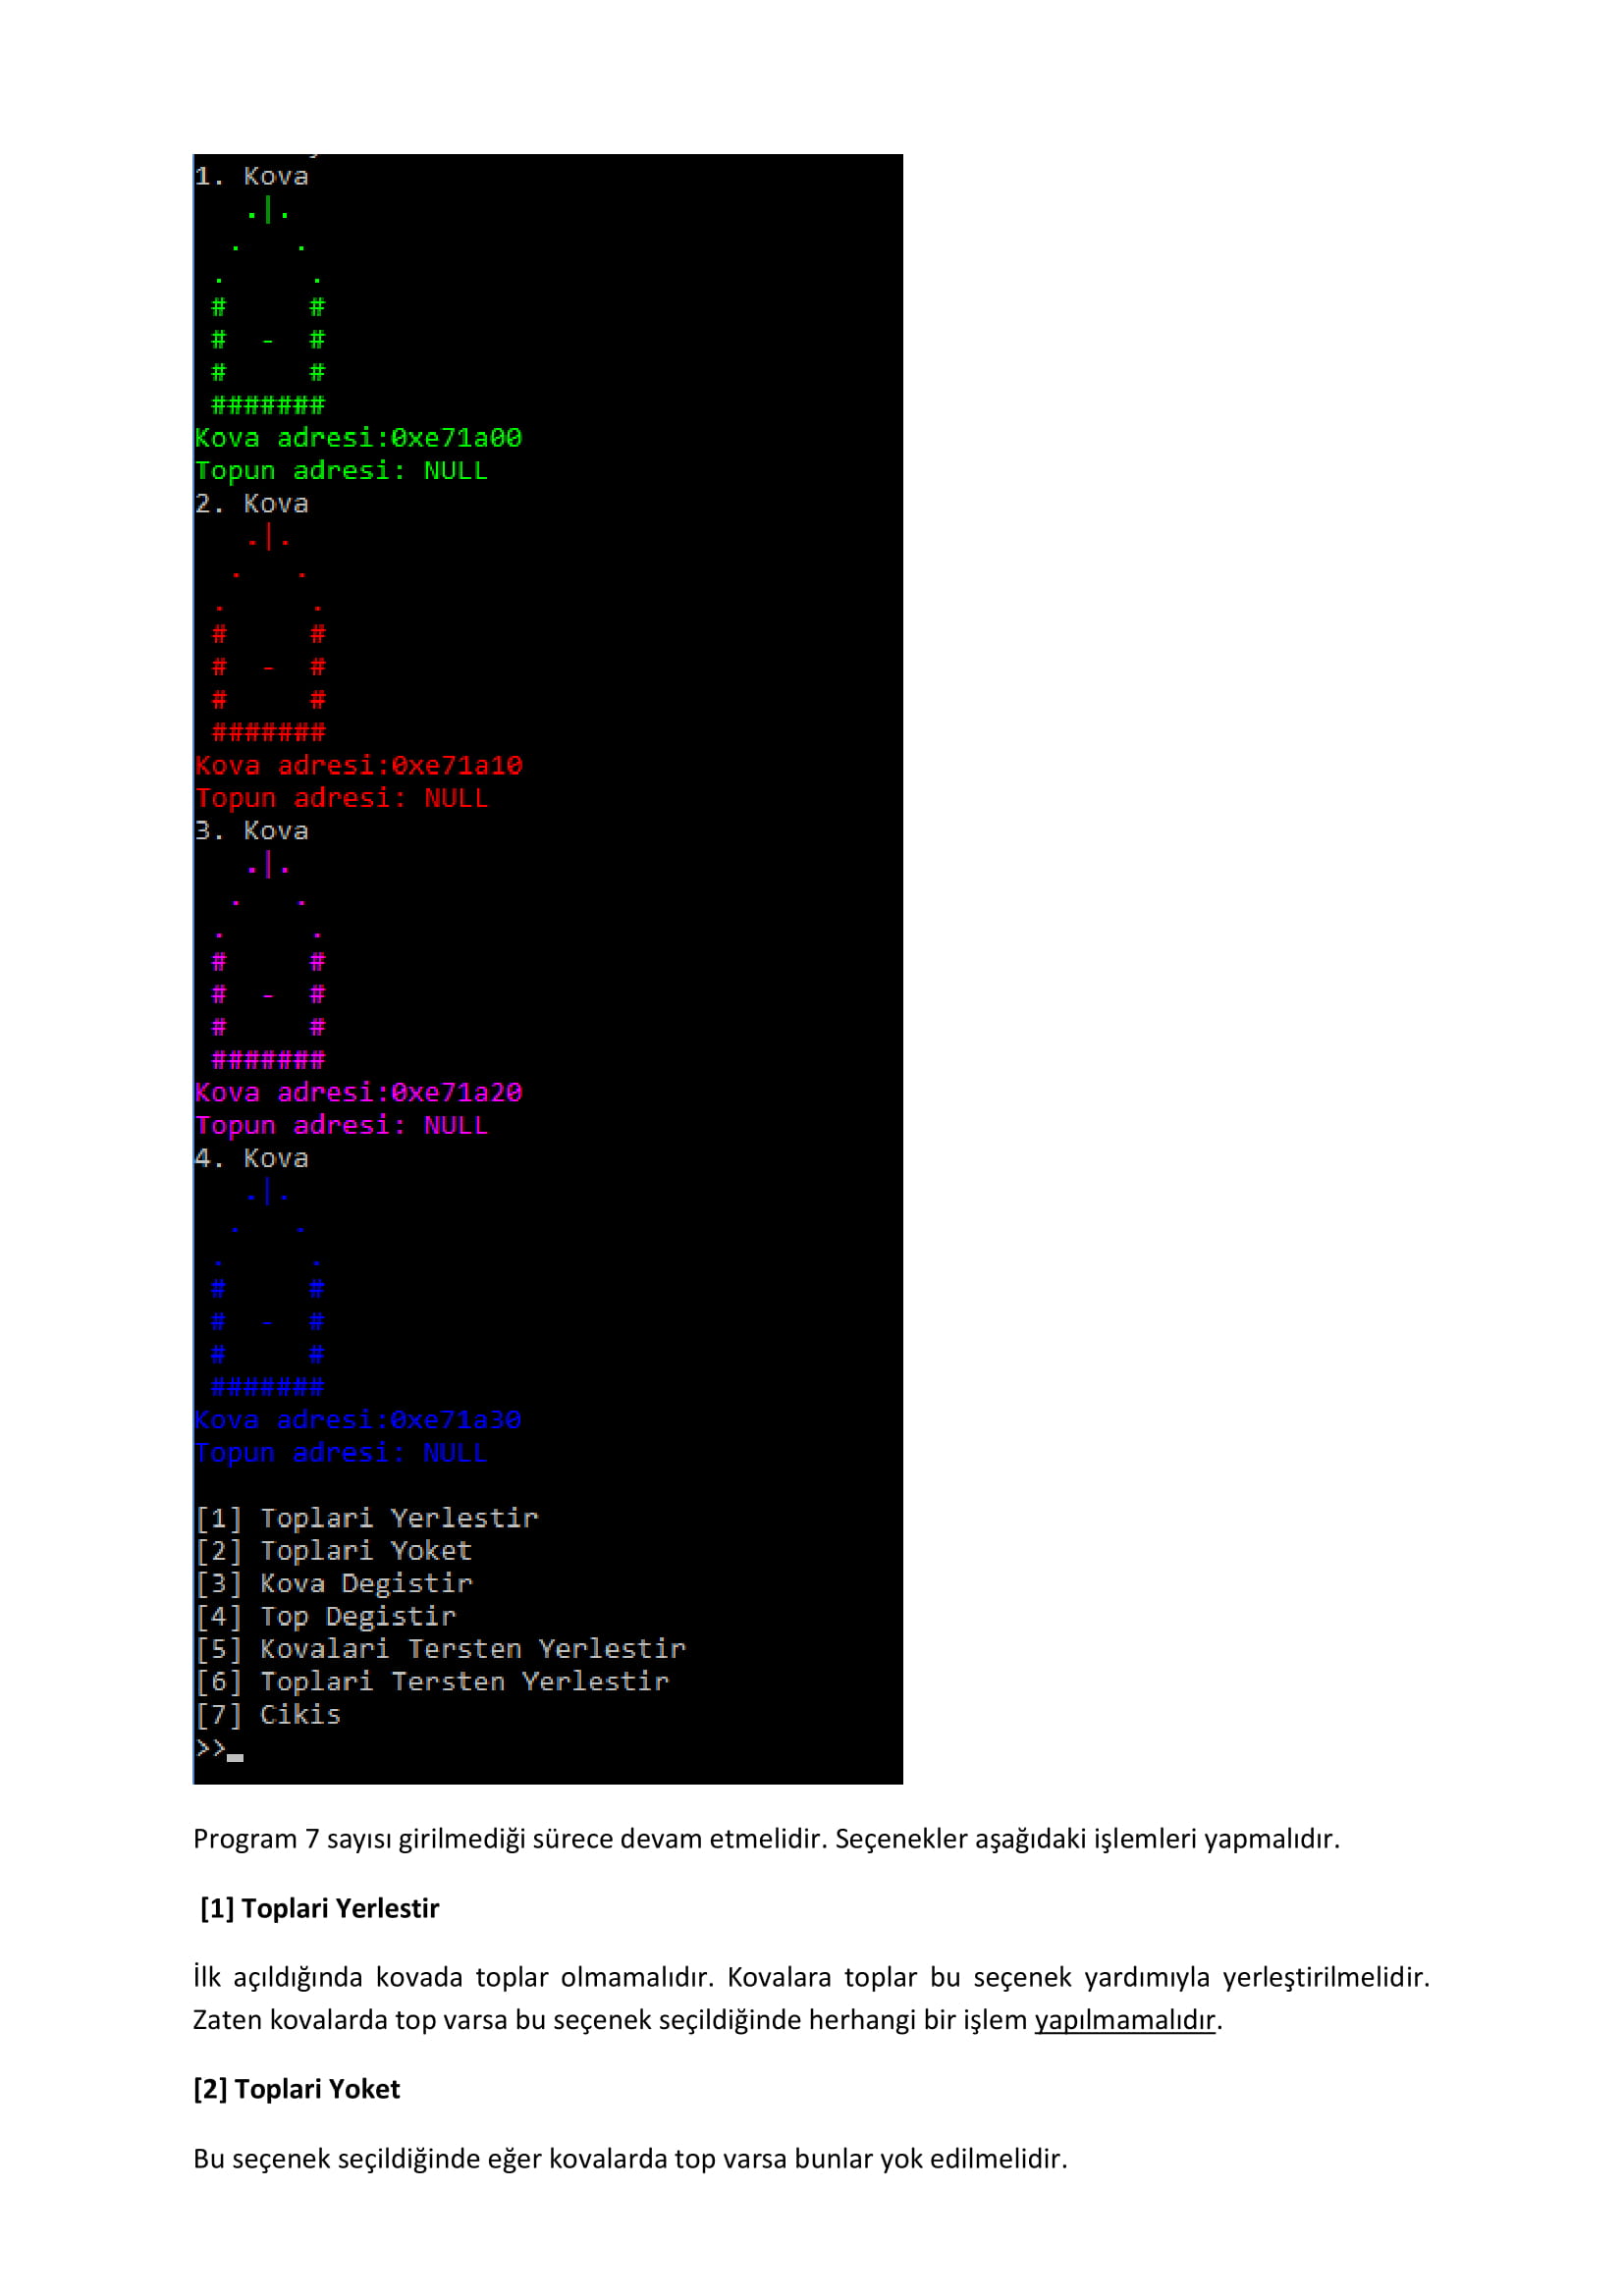 1. Kova
   .|.
  .   .
 .     .
 #     #
 #  -  #
 #     #
 #######
Kova adresi:0xe71a00
Topun adresi: NULL
2. Kova
   .|.
  .   .
 .     .
 #     #
 #  -  #
 #     #
 #######
Kova adresi:0xe71a10
Topun adresi: NULL
3. Kova
   .|.
  .   .
 .     .
 #     #
 #  -  #
 #     #
 #######
Kova adresi:0xe71a20
Topun adresi: NULL
4. Kova
   .|.
  .   .
 .     .
 #     #
 #  -  #
 #     #
 #######
Kova adresi:0xe71a30
Topun adresi: NULL
[1] Toplari Yerlestir
[2] Toplari Yoket
[3] Kova Degistir
[4] Top Degistir
[5] Kovalari Tersten Yerlestir
[6] Toplari Tersten Yerlestir
[7] Cikis
>>_
Program 7 sayısı girilmediği sürece devam etmelidir. Seçenekler aşağıdaki işlemleri yapmalıdır.
[1] Toplari Yerlestir
İlk açıldığında kovada toplar olmamalıdır. Kovalara toplar bu seçenek yardımıyla yerleştirilmelidir.
Zaten kovalarda top varsa bu seçenek seçildiğinde herhangi bir işlem yapılmamalıdır.
[2] Toplari Yoket
Bu seçenek seçildiğinde eğer kovalarda top varsa bunlar yok edilmelidir.